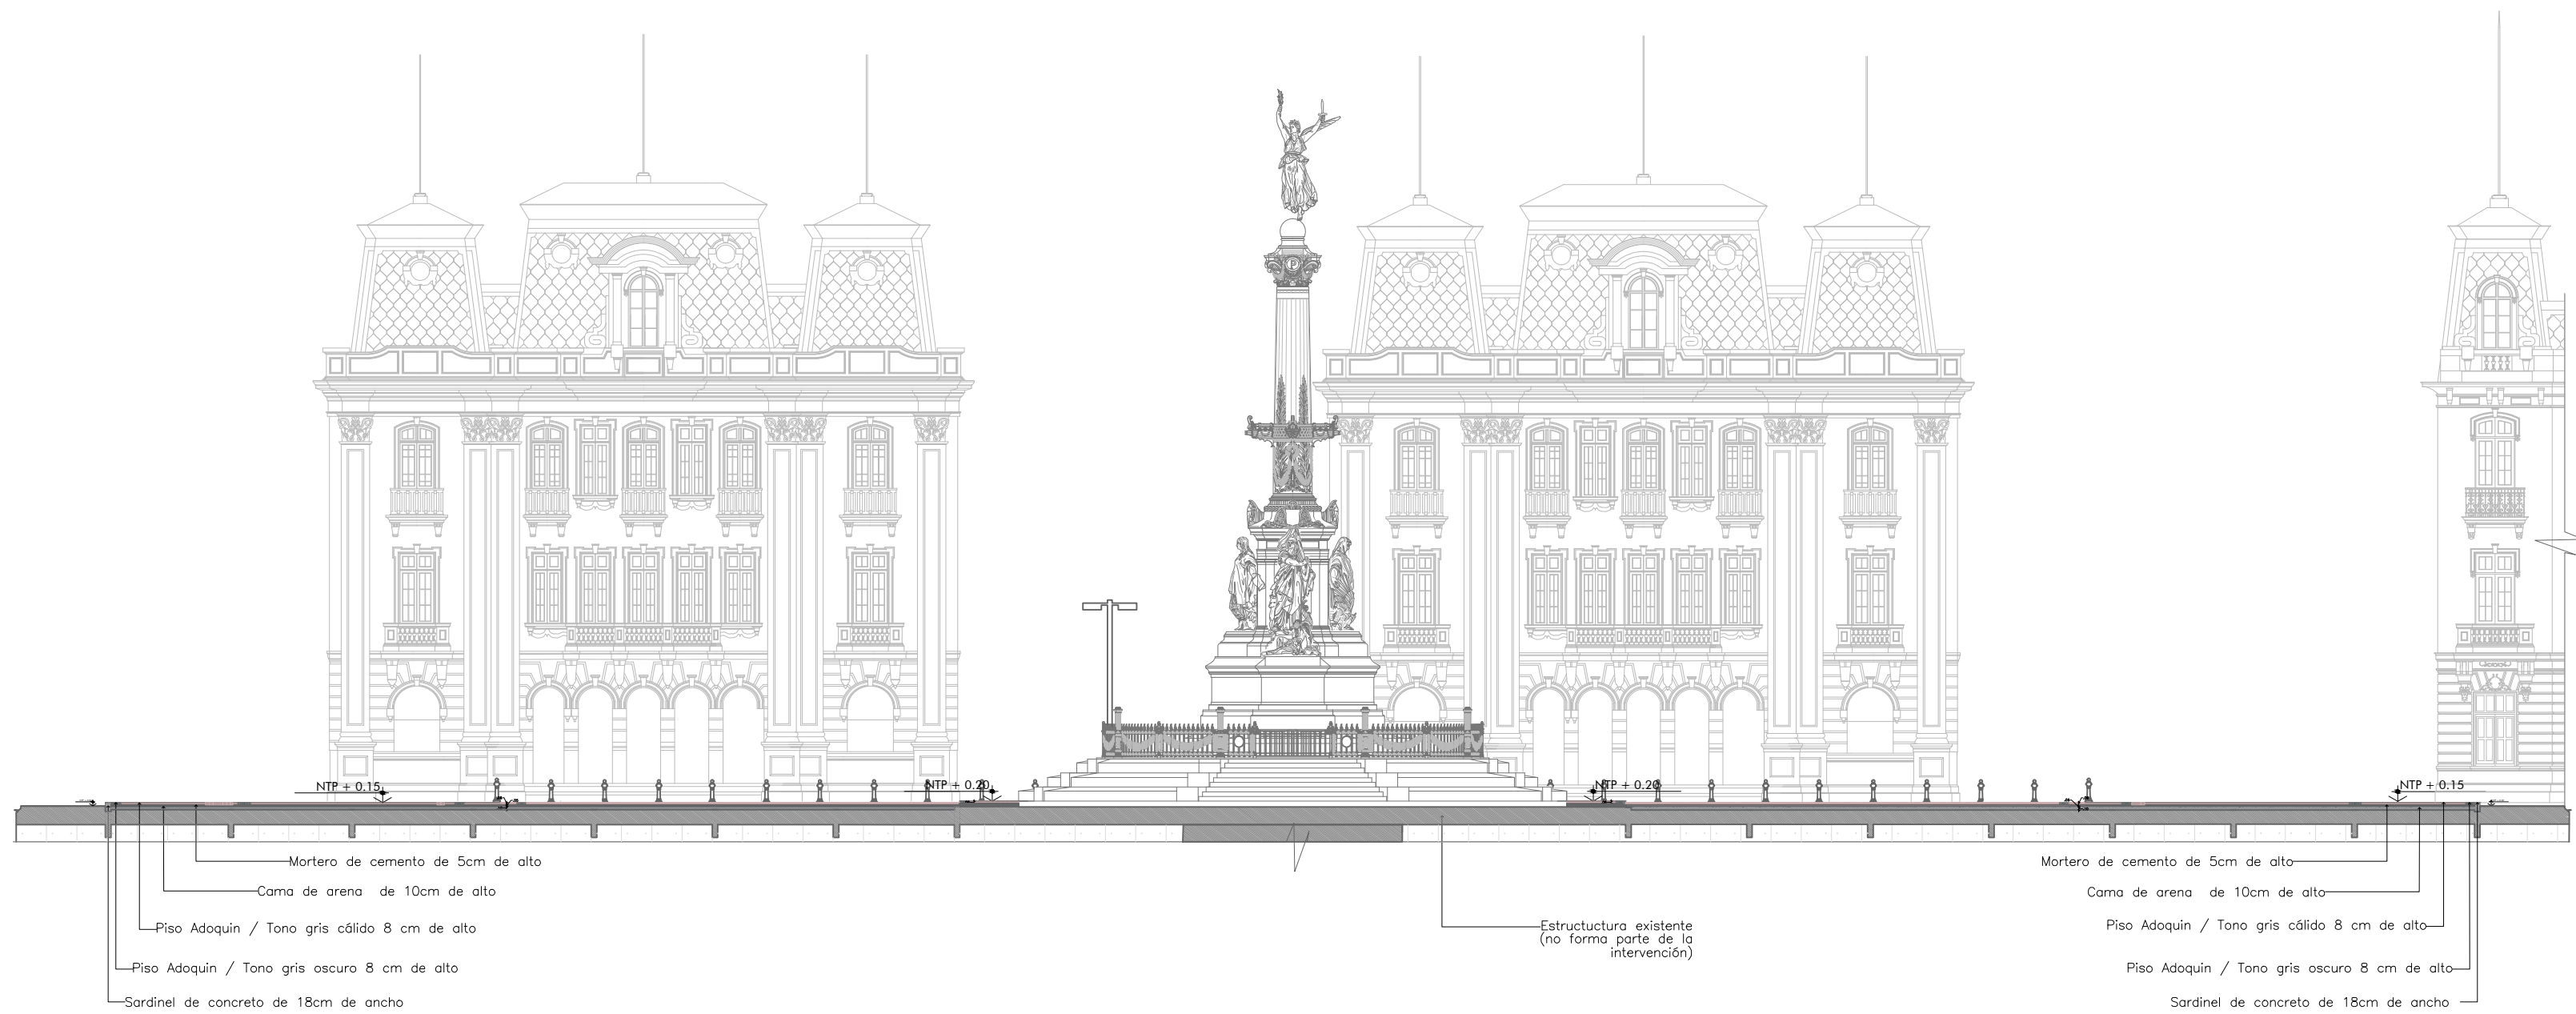 P
NTP + 0.15
NTP + 0.20
NTP + 0.20
NTP + 0.15
Mortero de cemento de 5cm de alto
Cama de arena de 10cm de alto
Piso Adoquin / Tono gris cálido 8 cm de alto
Piso Adoquin / Tono gris oscuro 8 cm de alto
Sardinel de concreto de 18cm de ancho
Estructuctura existente
(no forma parte de la
intervención)
Mortero de cemento de 5cm de alto
Cama de arena de 10cm de alto
Piso Adoquin / Tono gris cálido 8 cm de alto
Piso Adoquin / Tono gris oscuro 8 cm de alto
Sardinel de concreto de 18cm de ancho